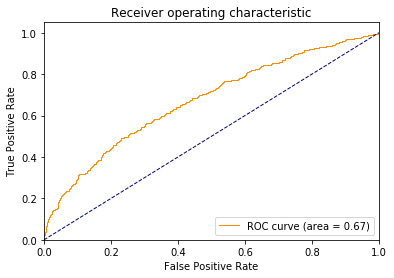 Receiver operating characteristic
True Positive Rate
1.0
0.8
0.6
0.4
0.2
0.0
ROC curve (area = 0.67)
0.0 0.2 0.4 0.6 0.8 1.0
False Positive Rate